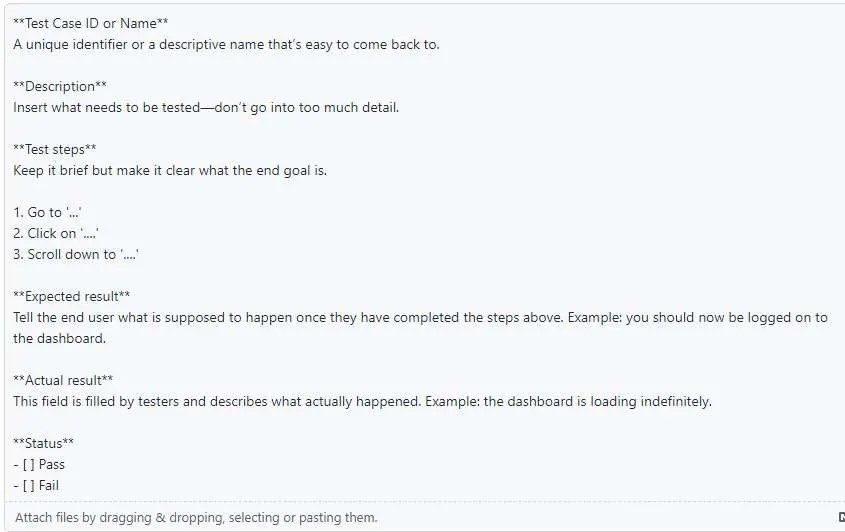 **Test Case ID or Name**
A unique identifier or a descriptive name that's easy to come back to.
**Description**
Insert what needs to be tested—don't go into too much detail.
**Test steps**
Keep it brief but make it clear what the end goal is.
1. Go to '...'
2. Click on '....'
3. Scroll down to '....'
**Expected result**
Tell the end user what is supposed to happen once they have completed the steps above. Example: you should now be logged on to
the dashboard.
**Actual result**
This field is filled by testers and describes what actually happened. Example: the dashboard is loading indefinitely.
**Status**
- [ ] Pass
- [ ] Fail
Attach files by dragging & dropping, selecting or pasting them.